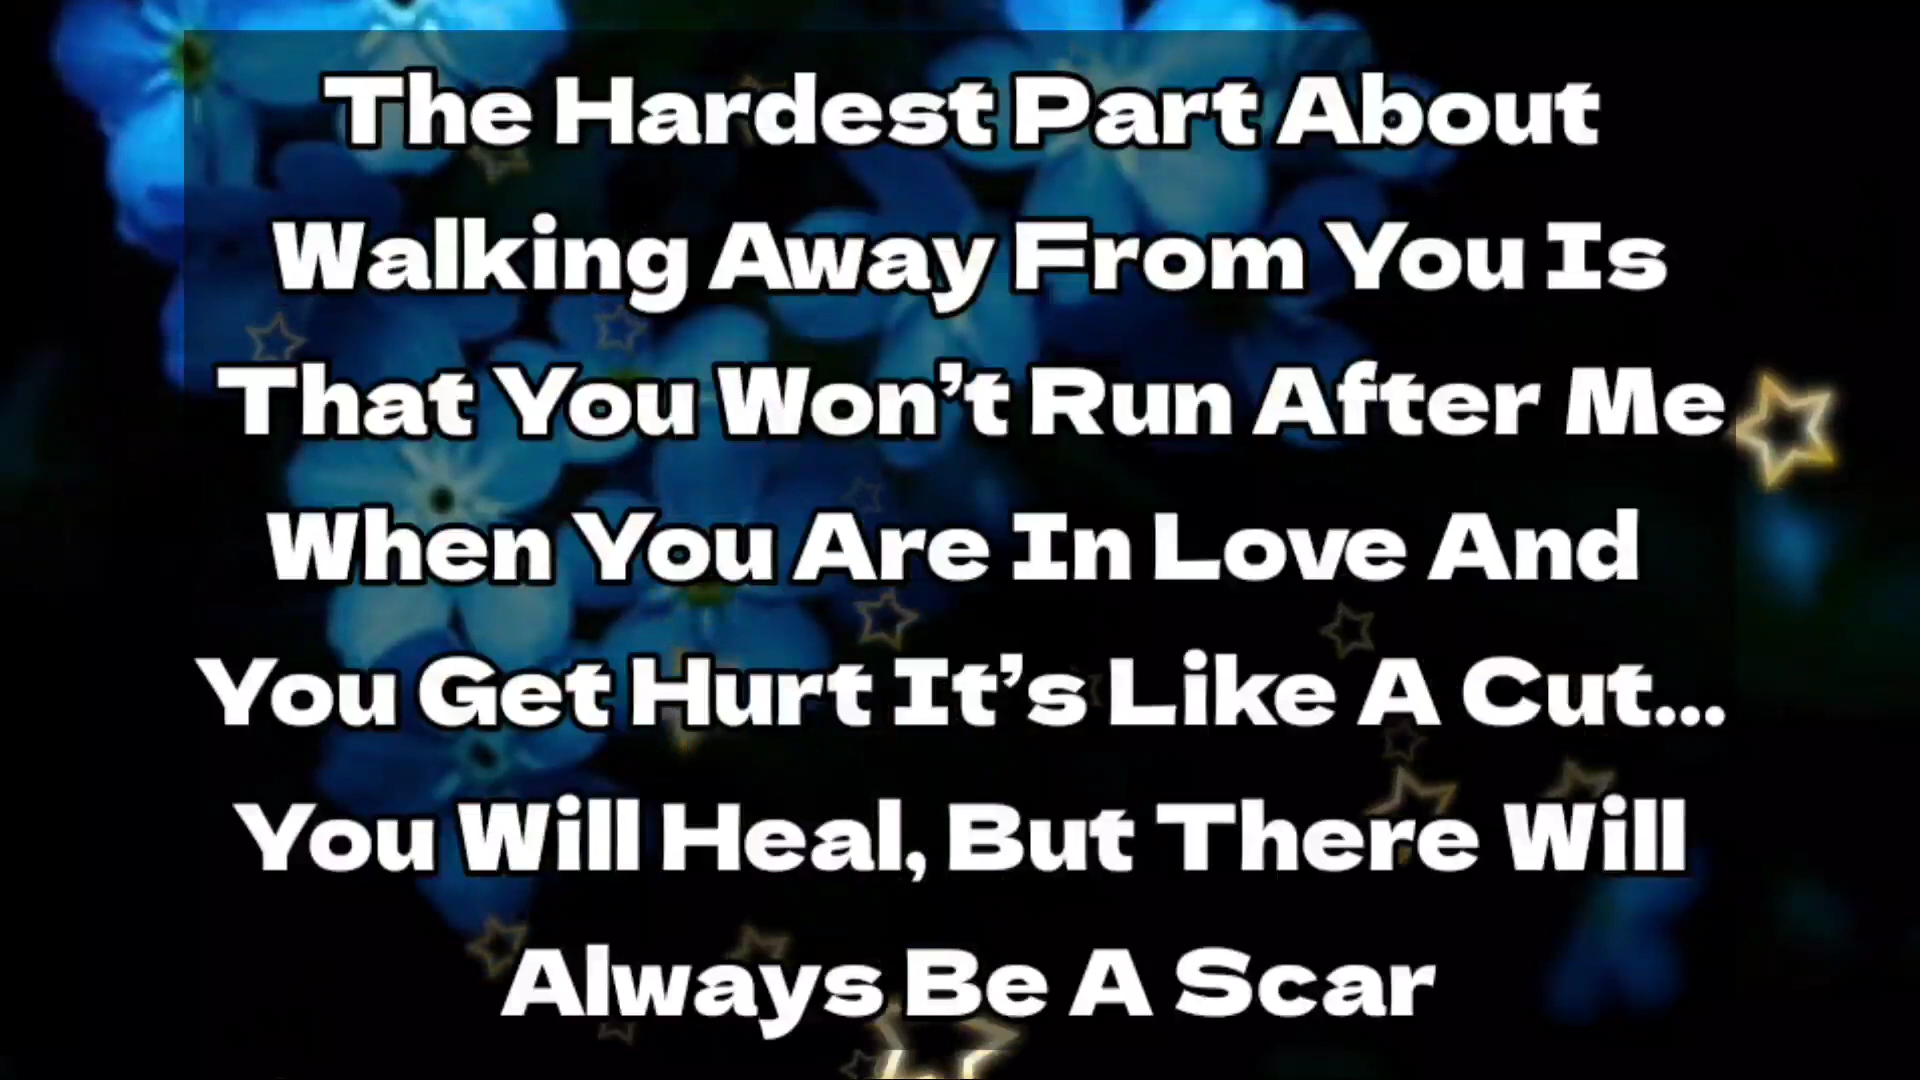 The Hardest Part About
Walking Away From You Is
That You Won’t Run After Me
When You Are In Love And
You Get Hurt It’s Like A Cut...
You Will Heal, But There Will
Always Be A Scar